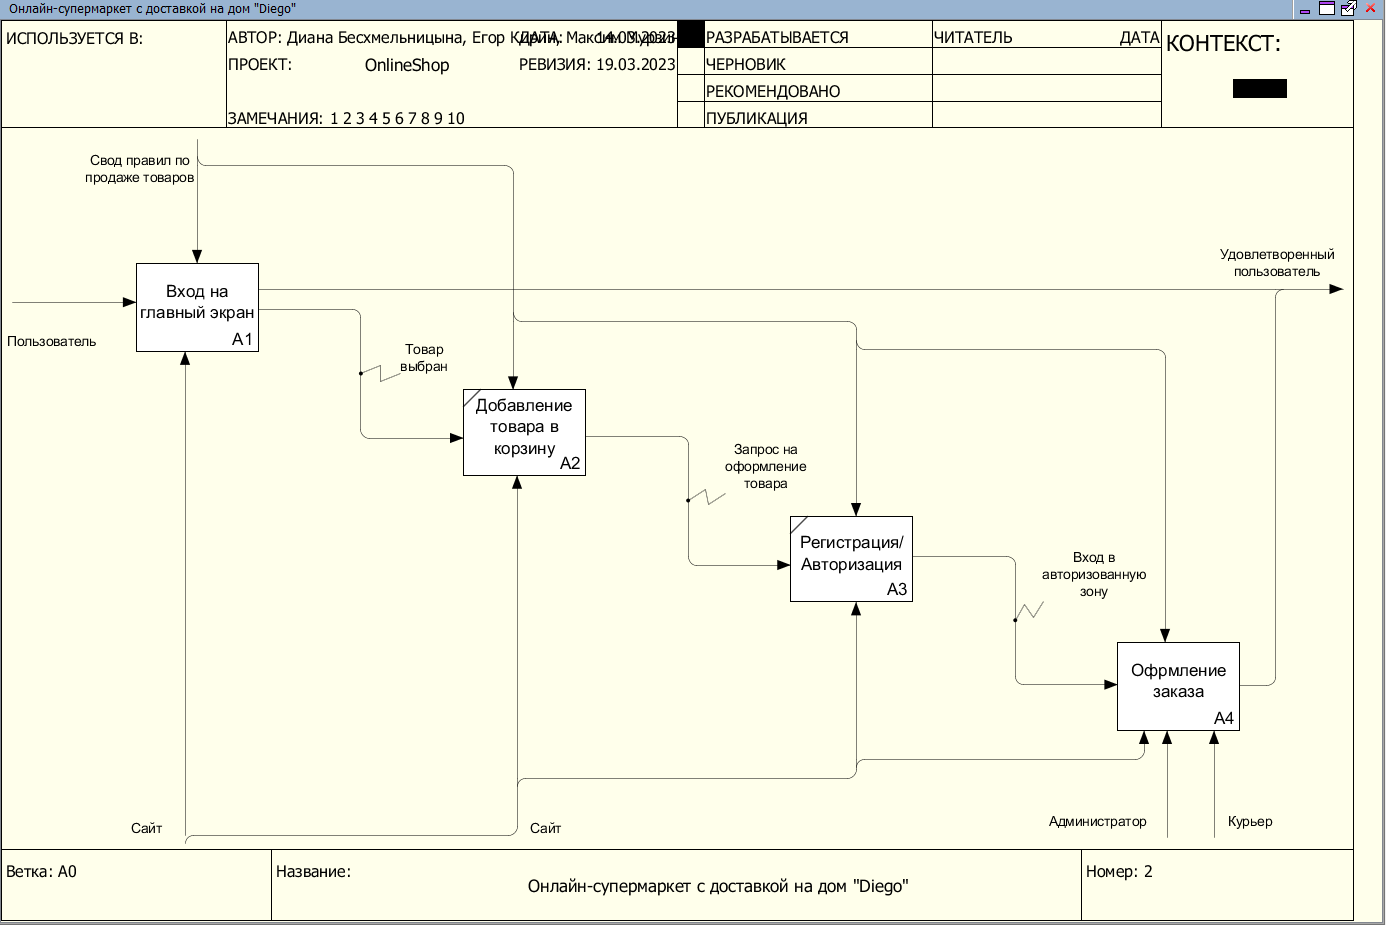 Онлайн-супермаркет с доставкой на дом "Diego"
ИСПОЛЬЗУЕТСЯ В:
АВТОР: Диана Бесхмельницына, Егор
ДАТА: 14.03.2023
ПРОЕКТ: OnlineShop
РЕВИЗИЯ: 19.03.2023
ЗАМЕЧАНИЯ: 1 2 3 4 5 6 7 8 9 10
РАЗРАБАТЫВАЕТСЯ
ЧЕРНОВИК
РЕКОМЕНДОВАНО
ПУБЛИКАЦИЯ
ЧИТАТЕЛЬ
ДАТА
КОНТЕКСТ:
Свод правил по
продаже товаров
Удовлетворенный
пользователь
Вход на
главный экран
A1
Пользователь
Товар
выбран
Добавление
товара в
корзину
A2
Запрос на
оформление
товара
Регистрация/
Авторизация
A3
Вход в
авторизованную
зону
Офрмление
заказа
A4
Сайт
Сайт
Администратор
Курьер
Ветка: A0
Название:
Онлайн-супермаркет с доставкой на дом "Diego"
Номер: 2